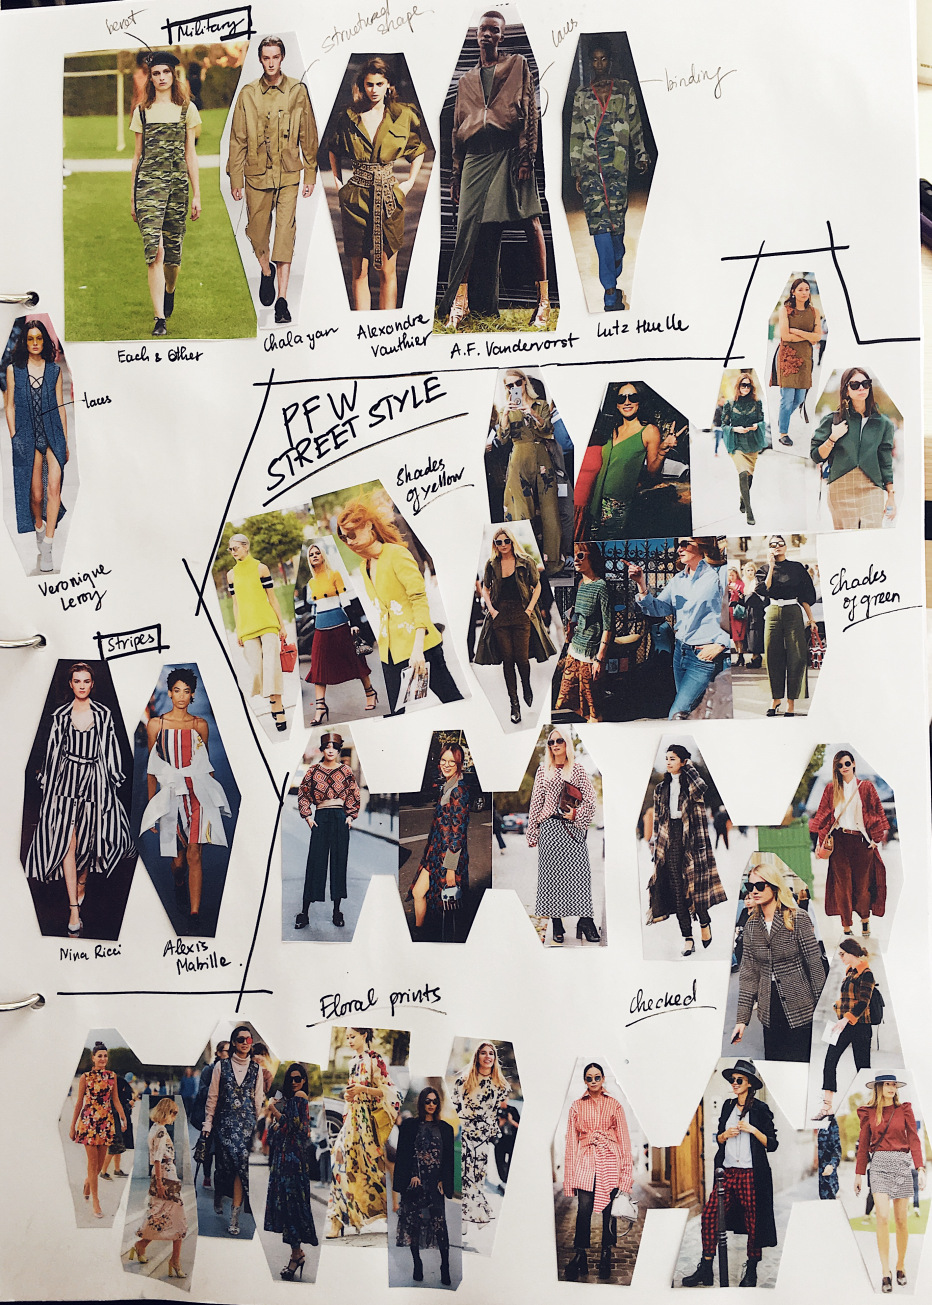 beret
Military
structured
shape
laces
binding
Each & Other
Chalayan
Alexandre
Vauthier
A.F. Vandervorst
Lutz Huelle
laces
PFW
STREET STYLE
Shades
of yellow
Veronique
Leroy
Shades
of green
Stripes
Nina Ricci
Alexis
Mabille.
Floral prints
checked